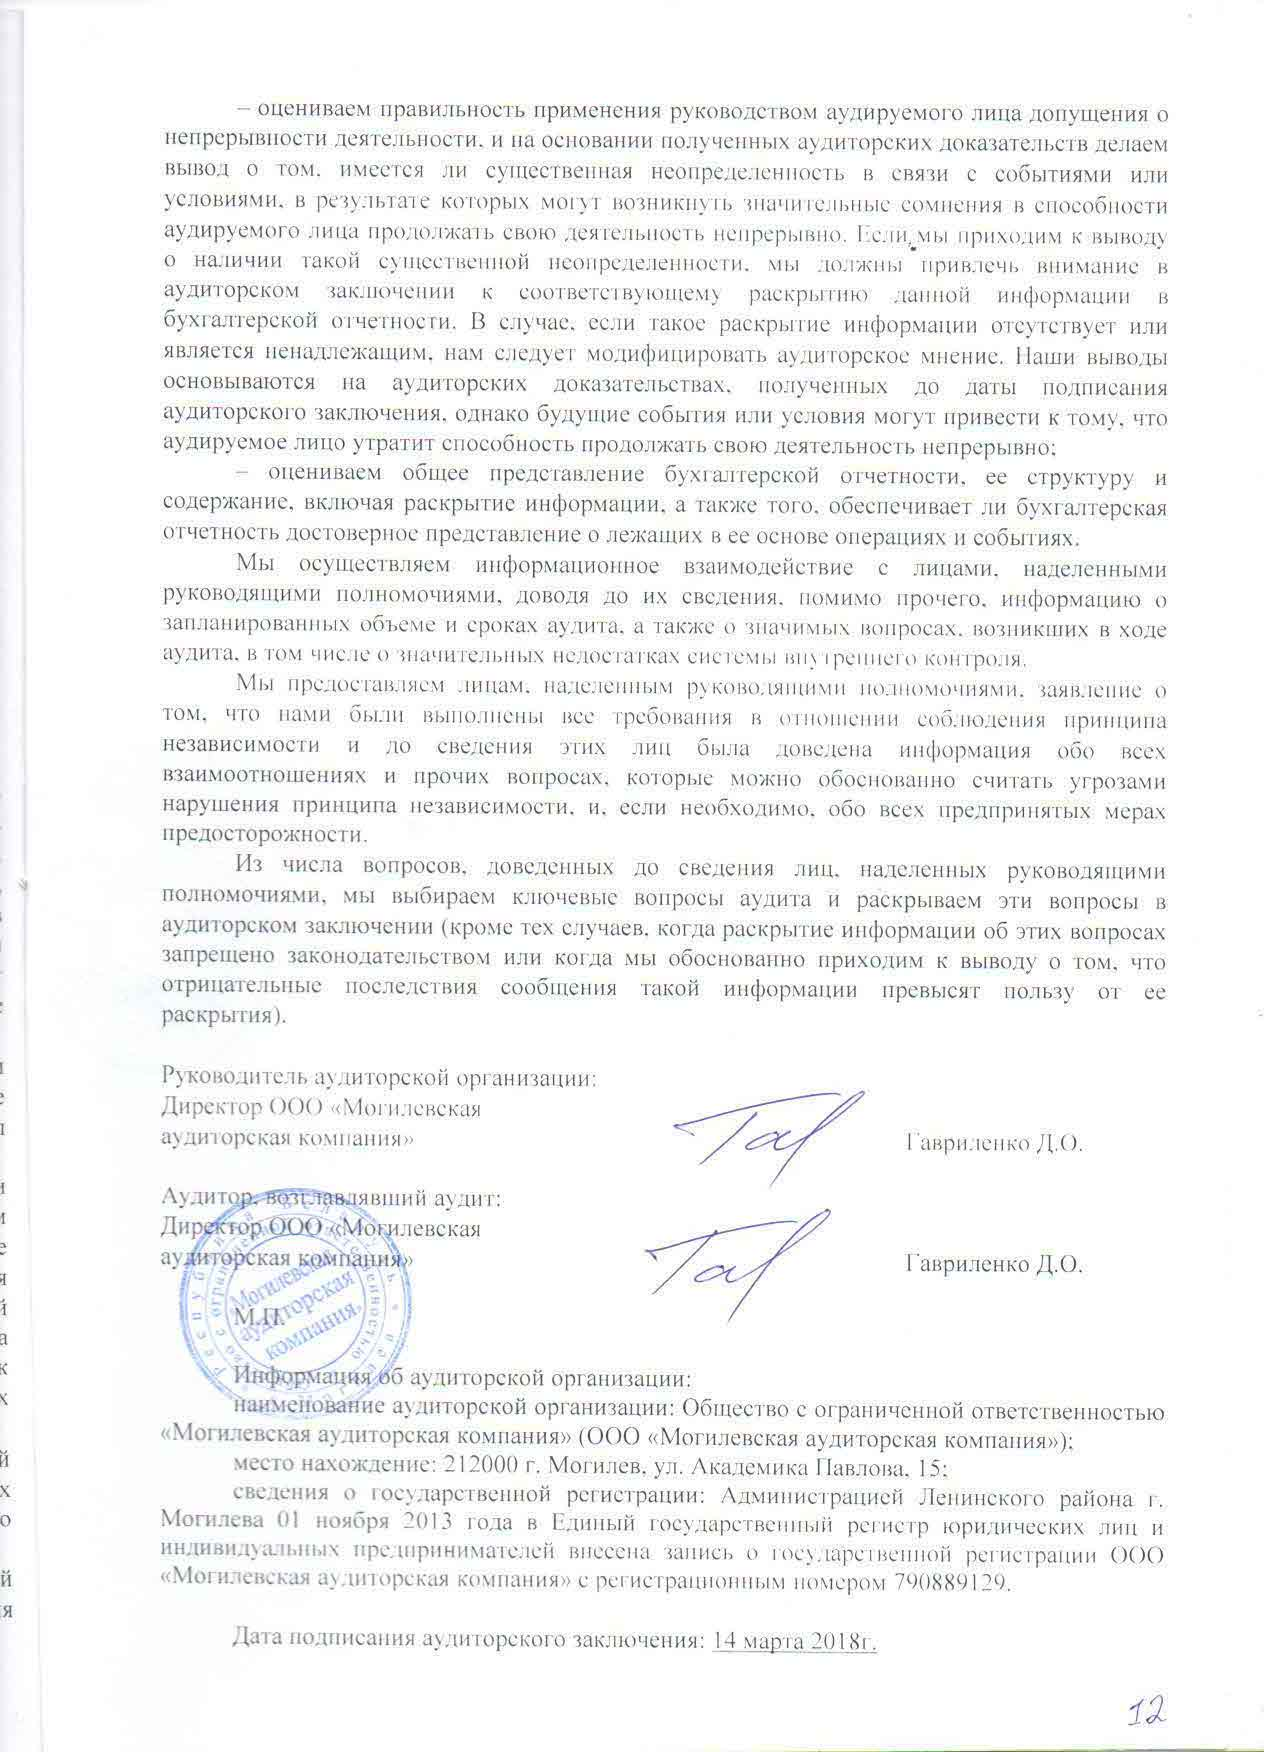 – оцениваем правильность применения руководством аудируемого лица допущения о
непрерывности деятельности, и на основании полученных аудиторских доказательств делаем
вывод о том, имеется ли существенная неопределенность в связи с событиями или
условиями, в результате которых могут возникнуть значительные сомнения в способности
аудируемого лица продолжать свою деятельность непрерывно. Если мы приходим к выводу
о наличии такой существенной неопределенности, мы должны привлечь внимание в
аудиторском заключении к соответствующему раскрытию данной информации в
бухгалтерской отчетности. В случае, если такое раскрытие информации отсутствует или
является ненадлежащим, нам следует модифицировать аудиторское мнение. Наши выводы
основываются на аудиторских доказательствах, полученных до даты подписания
аудиторского заключения, однако будущие события или условия могут привести к тому, что
аудируемое лицо утратит способность продолжать свою деятельность непрерывно;
– оцениваем общее представление бухгалтерской отчетности, ее структуру и
содержание, включая раскрытие информации, а также того, обеспечивает ли бухгалтерская
отчетность достоверное представление о лежащих в ее основе операциях и событиях.
Мы осуществляем информационное взаимодействие с лицами, наделенными
руководящими полномочиями, доводя до их сведения, помимо прочего, информацию о
запланированных объеме и сроках аудита, а также о значимых вопросах, возникших в ходе
аудита, в том числе о значительных недостатках системы внутреннего контроля.
Мы предоставляем лицам, наделенным руководящими полномочиями, заявление о
том, что нами были выполнены все требования в отношении соблюдения принципа
независимости и до сведения этих лиц была доведена информация обо всех
взаимоотношениях и прочих вопросах, которые можно обоснованно считать угрозами
нарушения принципа независимости, и, если необходимо, обо всех предпринятых мерах
предосторожности.
Из числа вопросов, доведенных до сведения лиц, наделенных руководящими
полномочиями, мы выбираем ключевые вопросы аудита и раскрываем эти вопросы в
аудиторском заключении (кроме тех случаев, когда раскрытие информации об этих вопросах
запрещено законодательством или когда мы обоснованно приходим к выводу о том, что
отрицательные последствия сообщения такой информации превысят пользу от ее
раскрытия).
Руководитель аудиторской организации:
Директор ООО «Могилевская
аудиторская компания» Гавриленко Д.О.
Аудитор, возглавлявший аудит:
Директор ООО «Могилевская
аудиторская компания» Гавриленко Д.О.
«Могилевская
аудиторская
компания»
М.П.
Информация об аудиторской организации:
наименование аудиторской организации: Общество с ограниченной ответственностью
«Могилевская аудиторская компания» (ООО «Могилевская аудиторская компания»);
место нахождение: 212000 г. Могилев, ул. Академика Павлова, 15;
сведения о государственной регистрации: Администрацией Ленинского района г.
Могилева 01 ноября 2013 года в Единый государственный регистр юридических лиц и
индивидуальных предпринимателей внесена запись о государственной регистрации ООО
«Могилевская аудиторская компания» с регистрационным номером 790889129.
Дата подписания аудиторского заключения: 14 марта 2018г.
12